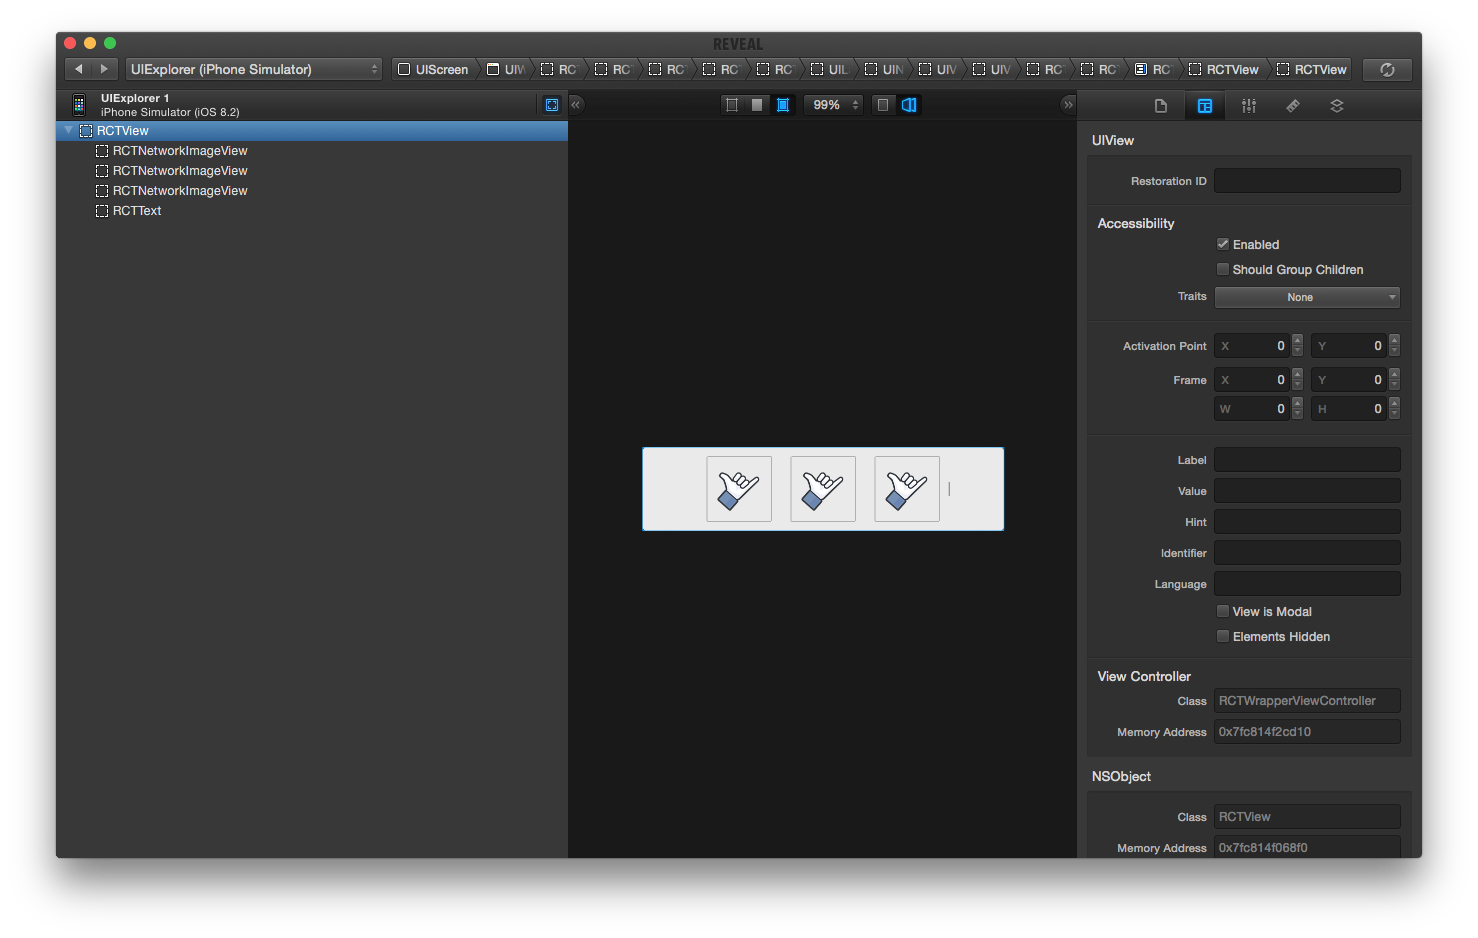 REVEAL
UIExplorer (iPhone Simulator)
UIScreen
UIW
RC
RC
RC
RC
RC
UIL
UIN
UIV
UIV
RC
RC
RC
RCTView
RCTView
UIExplorer 1
iPhone Simulator (iOS 8.2)
99%
RCTView
RCTNetworkImageView
RCTNetworkImageView
RCTNetworkImageView
RCTText
UIView
Restoration ID
Accessibility
Enabled
Should Group Children
Traits None
Activation Point X 0 Y 0
Frame X 0 Y 0
W 0 H 0
Label
Value
Hint
Identifier
Language
View is Modal
Elements Hidden
View Controller
Class RCTWrapperViewController
Memory Address 0x7fc814f2cd10
NSObject
Class RCTView
Memory Address 0x7fc814f068f0